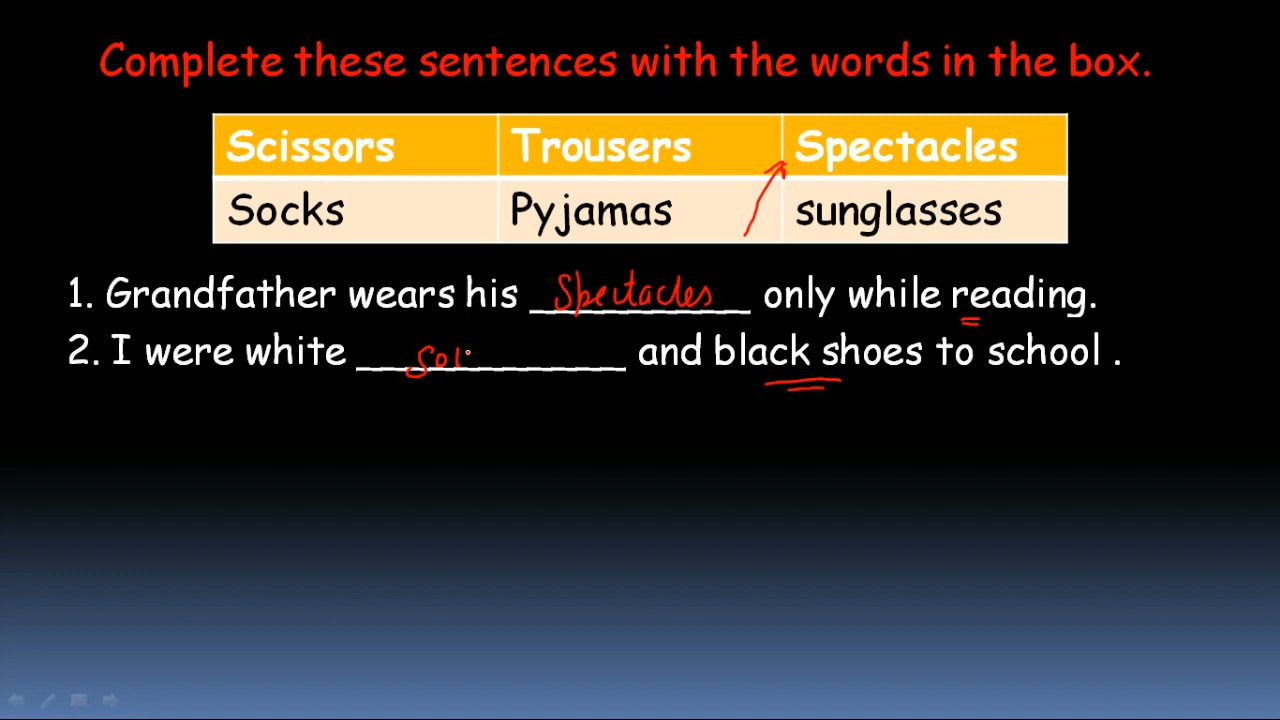 Complete these sentences with the words in the box.
Scissors Trousers Spectacles
Socks Pyjamas sunglasses
1. Grandfather wears his Spectacles only while reading.
2. I were white so and black shoes to school .